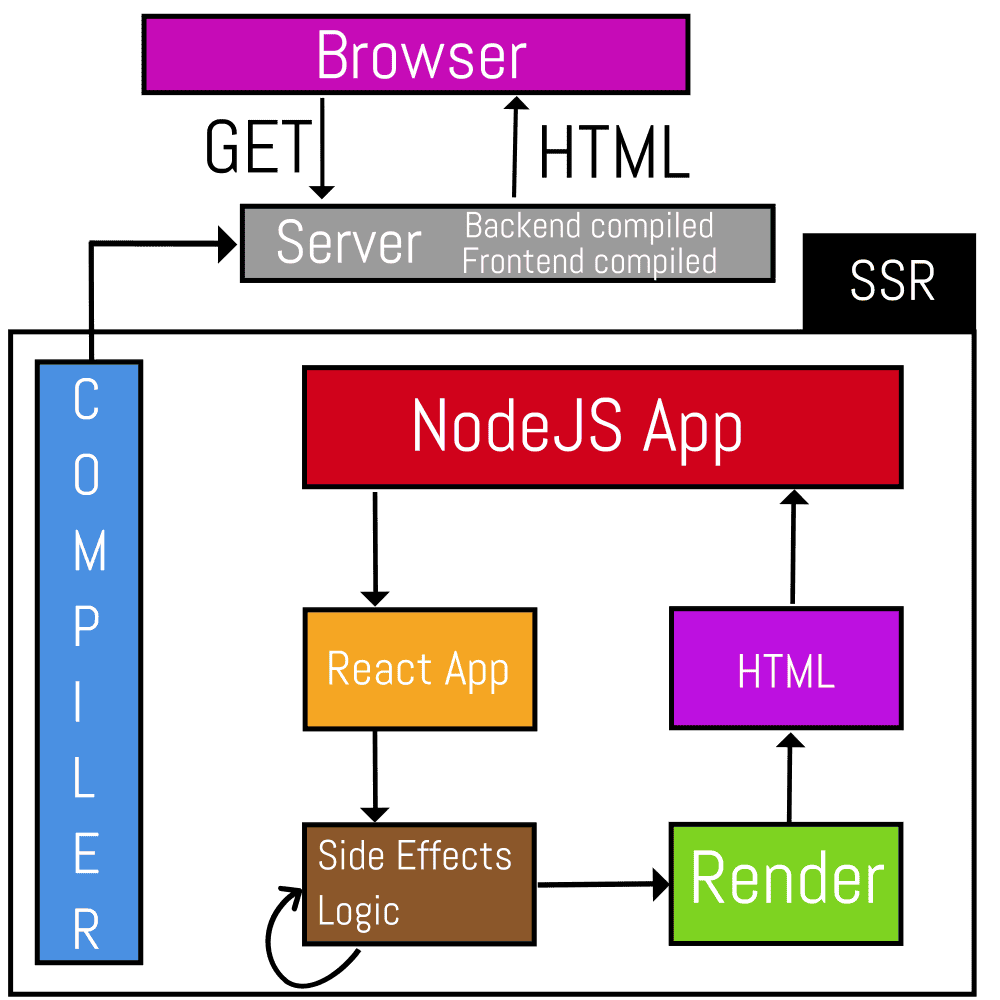 Browser
GET
HTML
Server
Backend compiled
Frontend compiled
SSR
COMPILER
NodeJS App
React App
HTML
Side Effects
Logic
Render